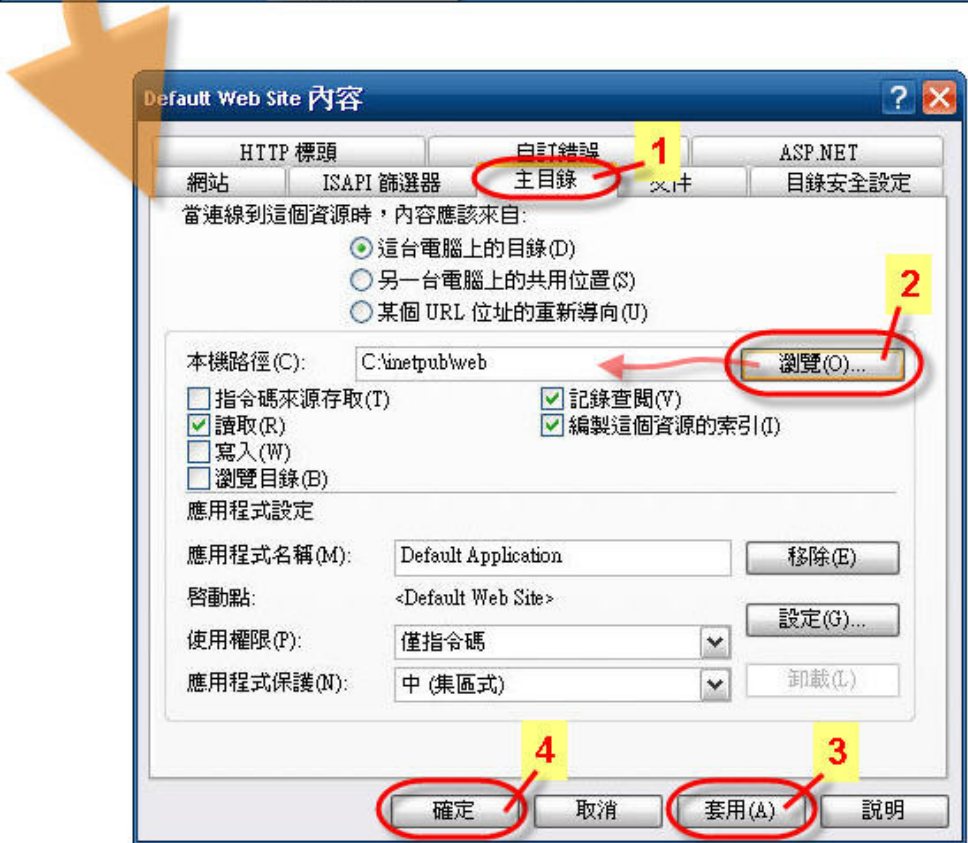 Default Web Site 內容
HTTP 標頭 自訂錯誤 ASP.NET
1
網站 ISAPI 篩選器 主目錄 文件 目錄安全設定
當連線到這個資源時，內容應該來自:
這台電腦上的目錄(D)
另一台電腦上的共用位置(S)
某個 URL 位址的重新導向(U)
2
本機路徑(C): C:\inetpub\web 瀏覽(O)...
指令碼來源存取(T) 記錄查閱(V)
讀取(R) 編製這個資源的索引(I)
寫入(W)
瀏覽目錄(B)
應用程式設定
應用程式名稱(M): Default Application 移除(E)
啓動點: <Default Web Site>
設定(G)...
使用權限(P): 僅指令碼
應用程式保護(N): 中 (集區式) 卸載(L)
4 3
確定 取消 套用(A) 說明